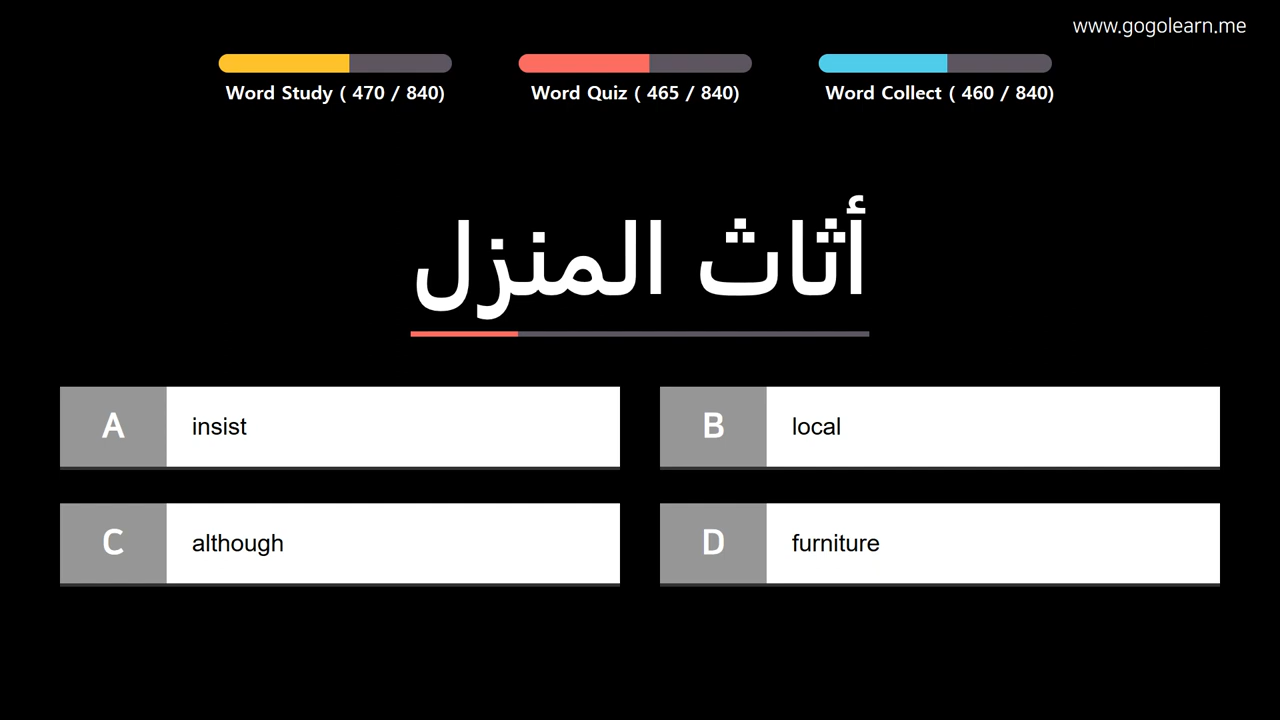 www.gogolearn.me
Word Study ( 470 / 840)
Word Quiz ( 465 / 840)
Word Collect ( 460 / 840)
أثاث المنزل
A insist
B local
C although
D furniture